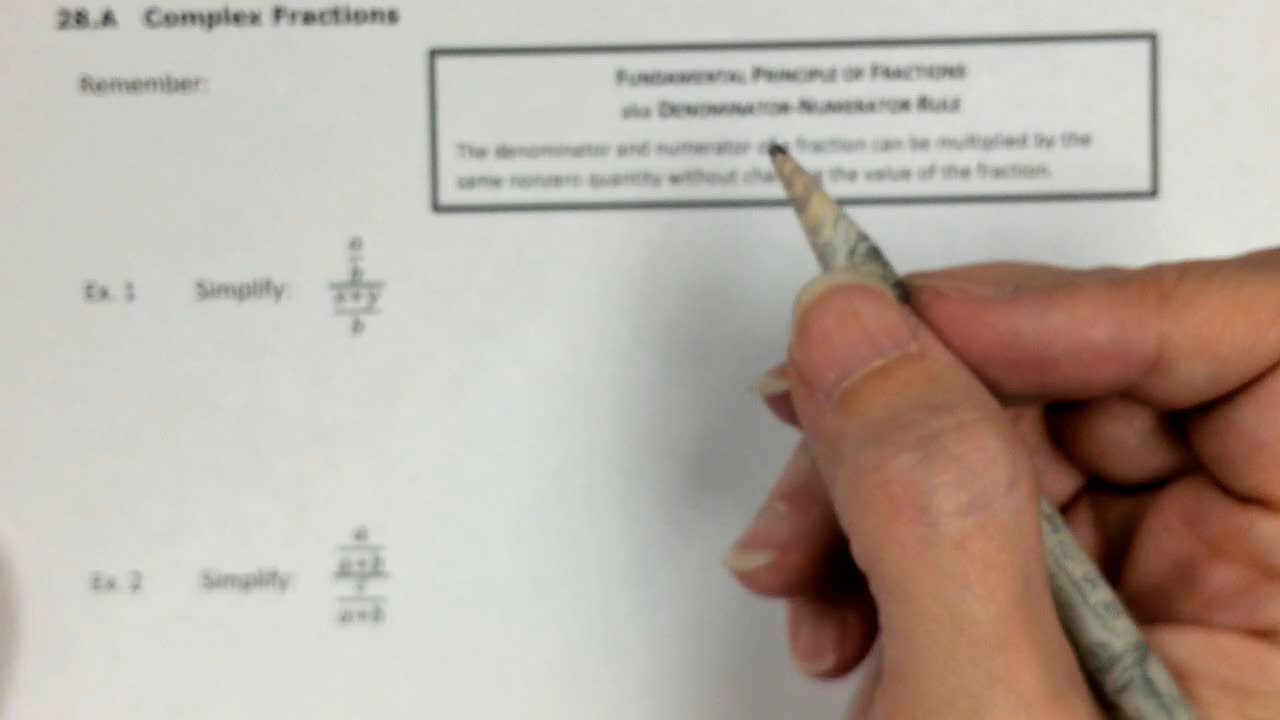 28.A Complex Fractions
Remember:
FUNDAMENTAL PRINCIPLE OF FRACTIONS
aka DENOMINATOR-NUMERATOR RULE
The denominator and numerator of a fraction can be multiplied by the
same nonzero quantity without the value of the fraction.
Ex. 1 Simplify:
a
b
x+y
b
Ex. 2 Simplify:
a
a+b
a+b